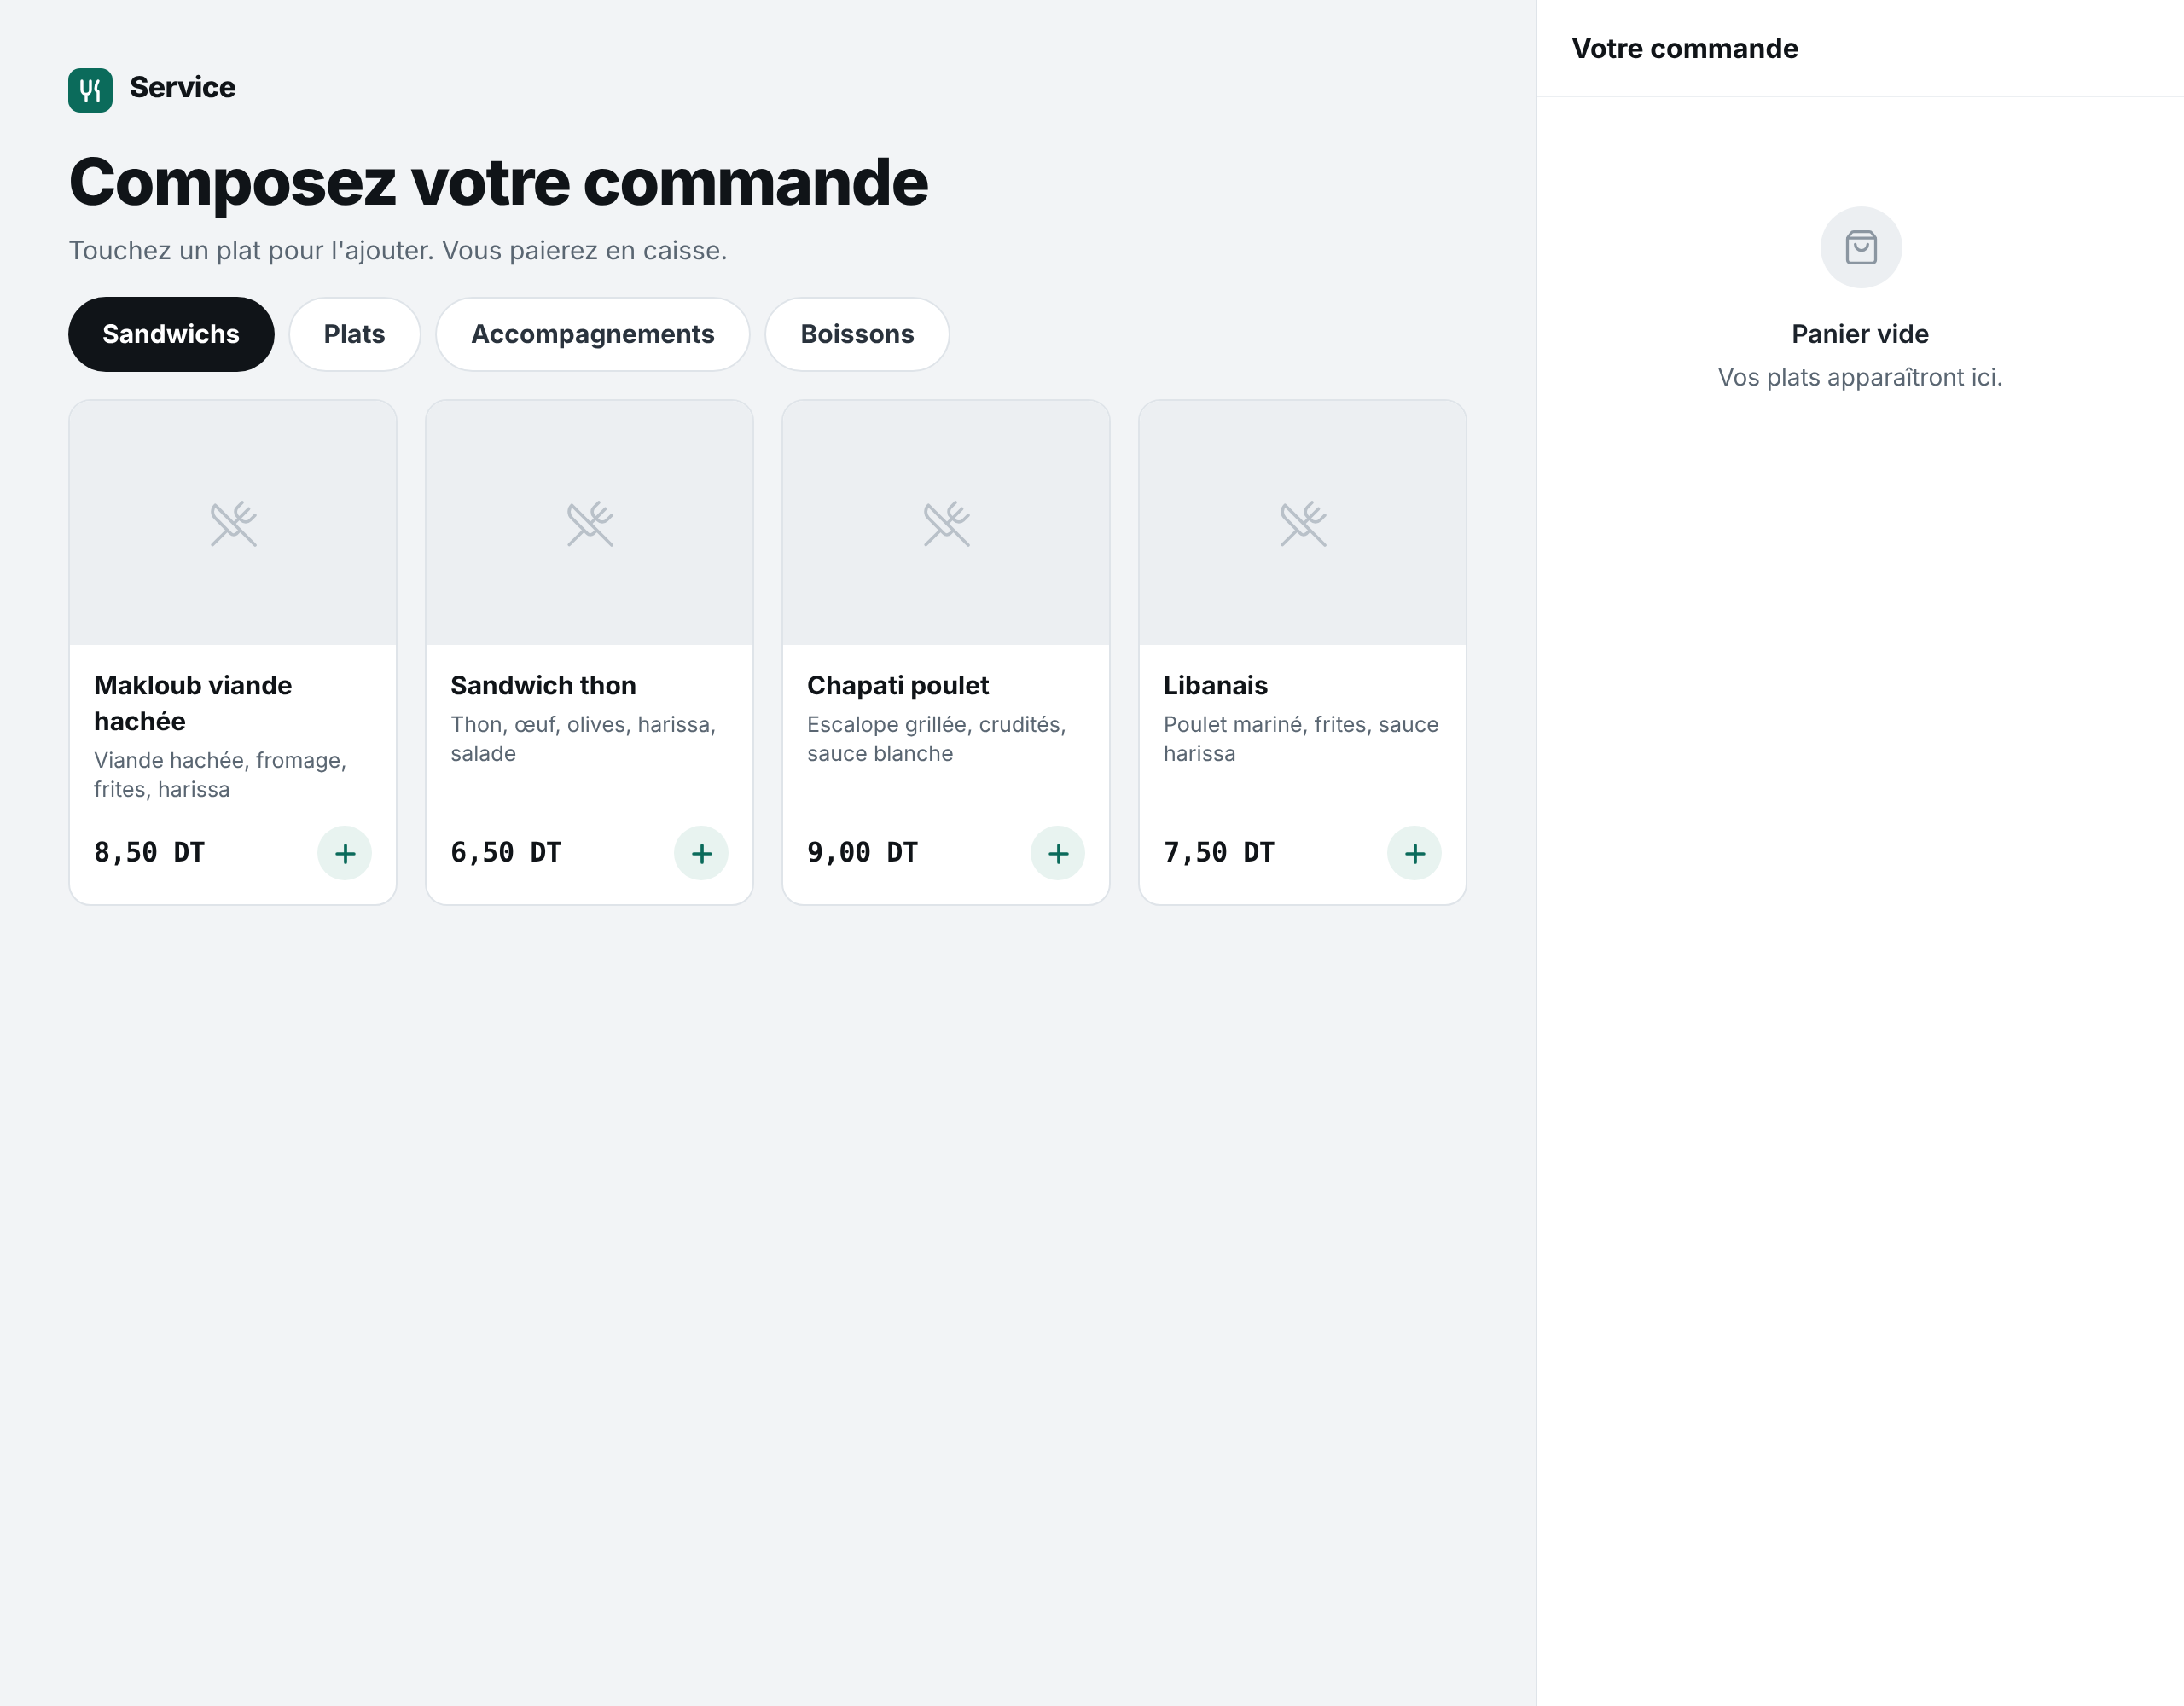 Service
Composez votre commande
Touchez un plat pour l'ajouter. Vous paierez en caisse.
Sandwichs
Plats
Accompagnements
Boissons
Makloub viande
hachée
Viande hachée, fromage,
frites, harissa
8,50 DT
Sandwich thon
Thon, œuf, olives, harissa,
salade
6,50 DT
Chapati poulet
Escalope grillée, crudités,
sauce blanche
9,00 DT
Libanais
Poulet mariné, frites, sauce
harissa
7,50 DT
Votre commande
Panier vide
Vos plats apparaîtront ici.